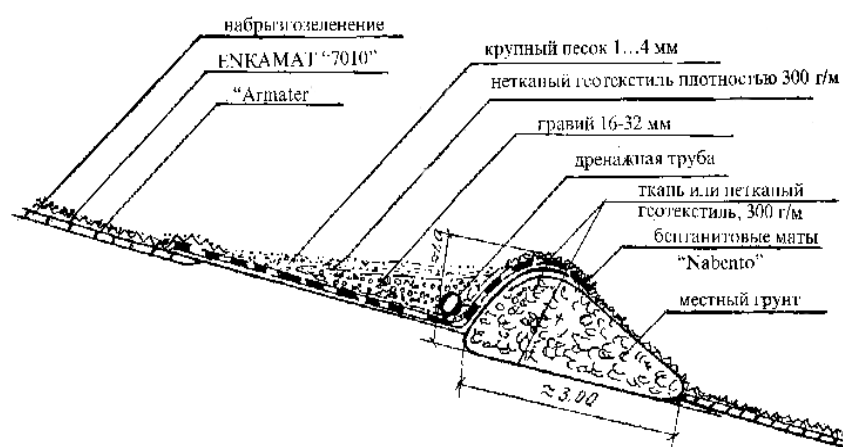 набрызгозеленение
ENKAMAT “7010”
“Armater
крупный песок 1...4 мм
нетканый геотекстиль плотностью 300 г/м
гравий 16-32 мм
дренажная труба
ткань или нетканый
геотекстиль, 300 г/м
бентанитовые маты
“Nabento”
местный грунт
≈3.00